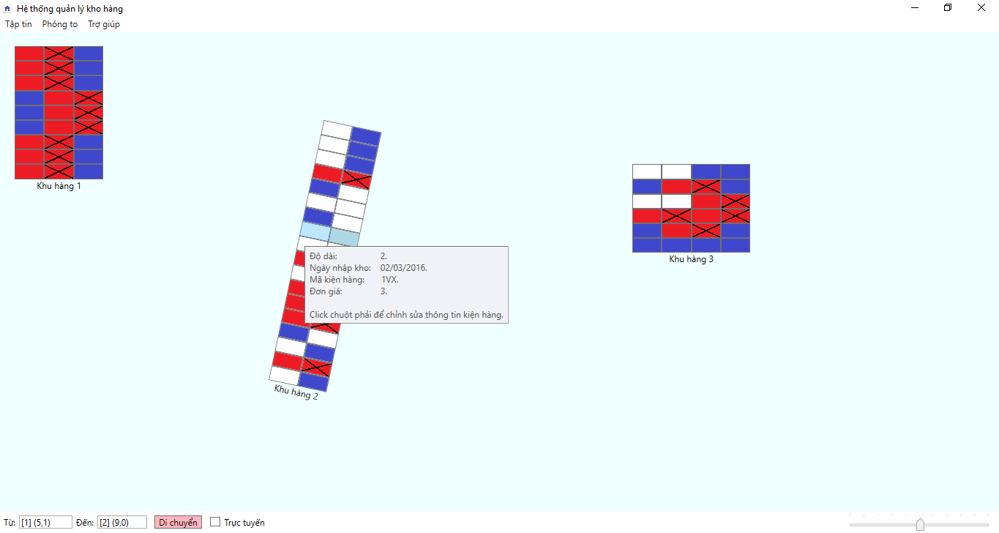 Hệ thống quản lý kho hàng
Tập tin Phóng to Trợ giúp
Khu hàng 1
Khu hàng 2
Khu hàng 3
Độ dài: 2.
Ngày nhập kho: 02/03/2016.
Mã kiện hàng: 1VX.
Đơn giá: 3.
Click chuột phải để chỉnh sửa thông tin kiện hàng.
Từ: [1] (5,1) Đến: [2] (9,0) Di chuyển Trực tuyến